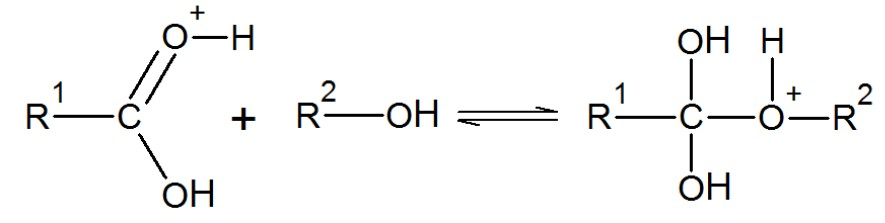 O⁺—H OH H
R¹—C + R²—OH ⇌ R¹—C—O⁺—R²
OH OH